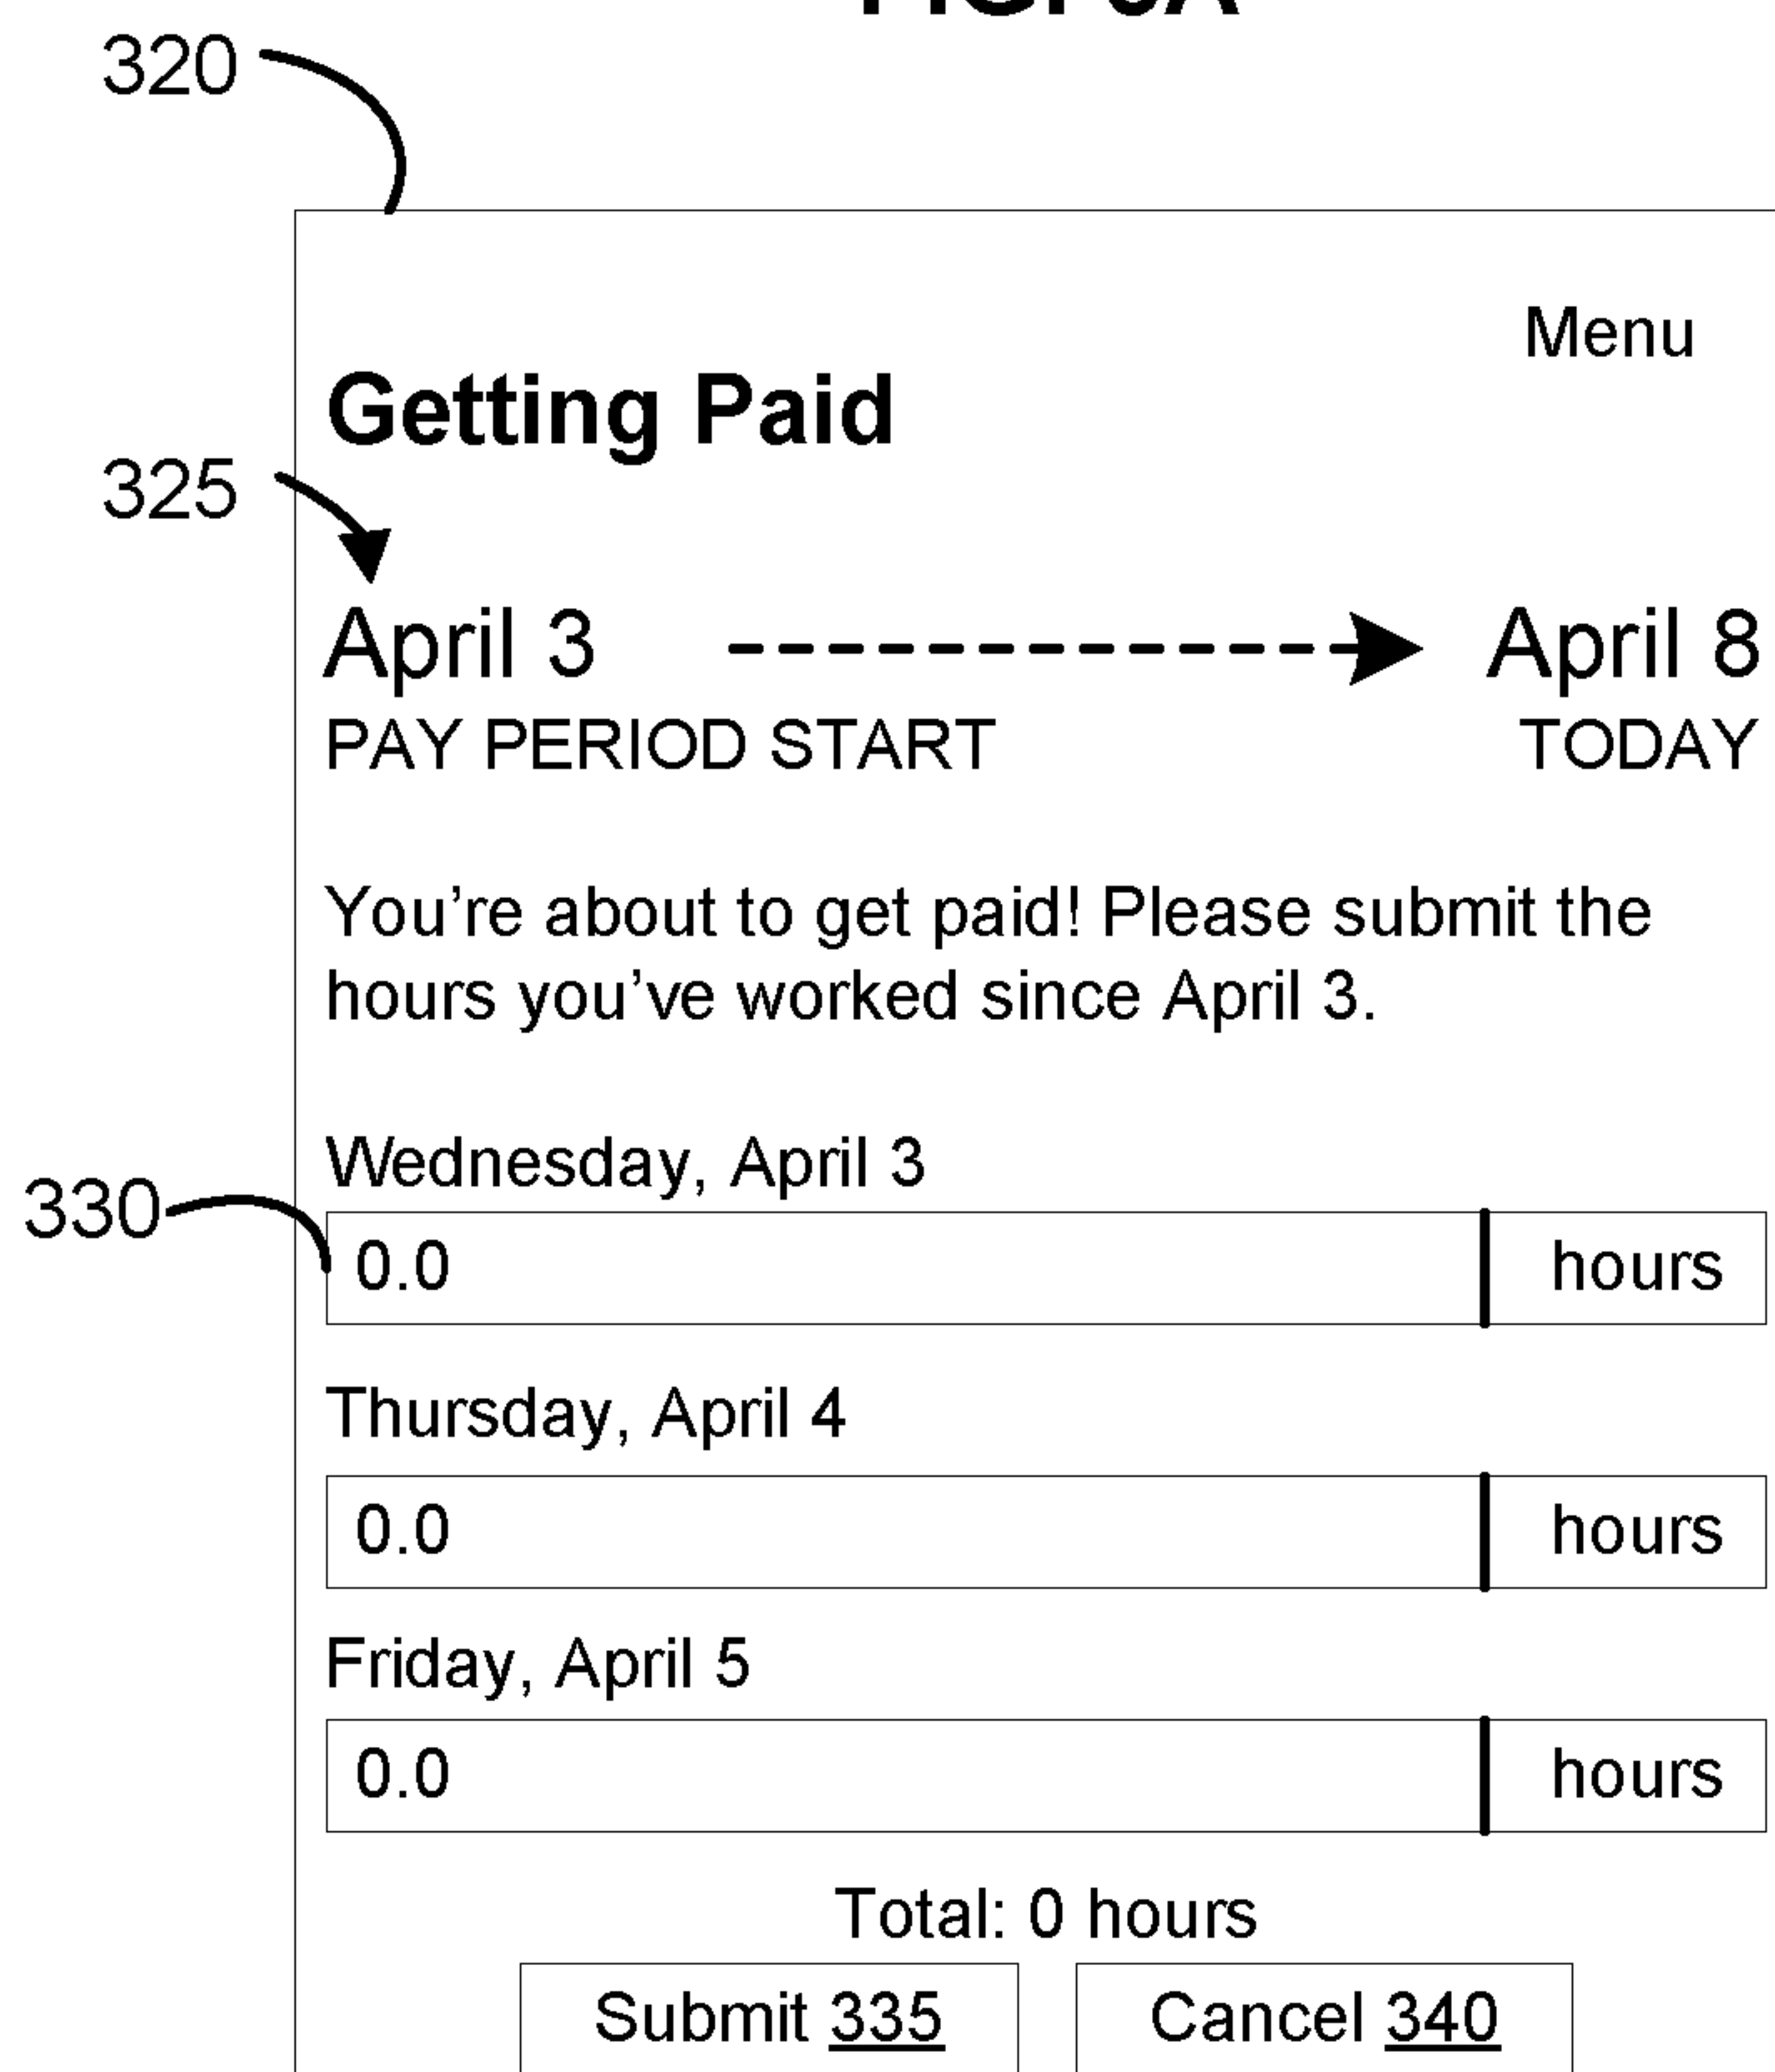 320
Menu
Getting Paid
325
April 3 April 8
PAY PERIOD START TODAY
You're about to get paid! Please submit the
hours you've worked since April 3.
Wednesday, April 3
330
0.0 hours
Thursday, April 4
0.0 hours
Friday, April 5
0.0 hours
Total: 0 hours
Submit 335 Cancel 340